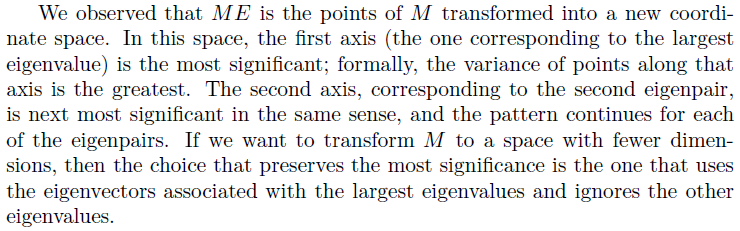 We observed that ME is the points of M transformed into a new coordi-
nate space. In this space, the first axis (the one corresponding to the largest
eigenvalue) is the most significant; formally, the variance of points along that
axis is the greatest. The second axis, corresponding to the second eigenpair,
is next most significant in the same sense, and the pattern continues for each
of the eigenpairs. If we want to transform M to a space with fewer dimen-
sions, then the choice that preserves the most significance is the one that uses
the eigenvectors associated with the largest eigenvalues and ignores the other
eigenvalues.